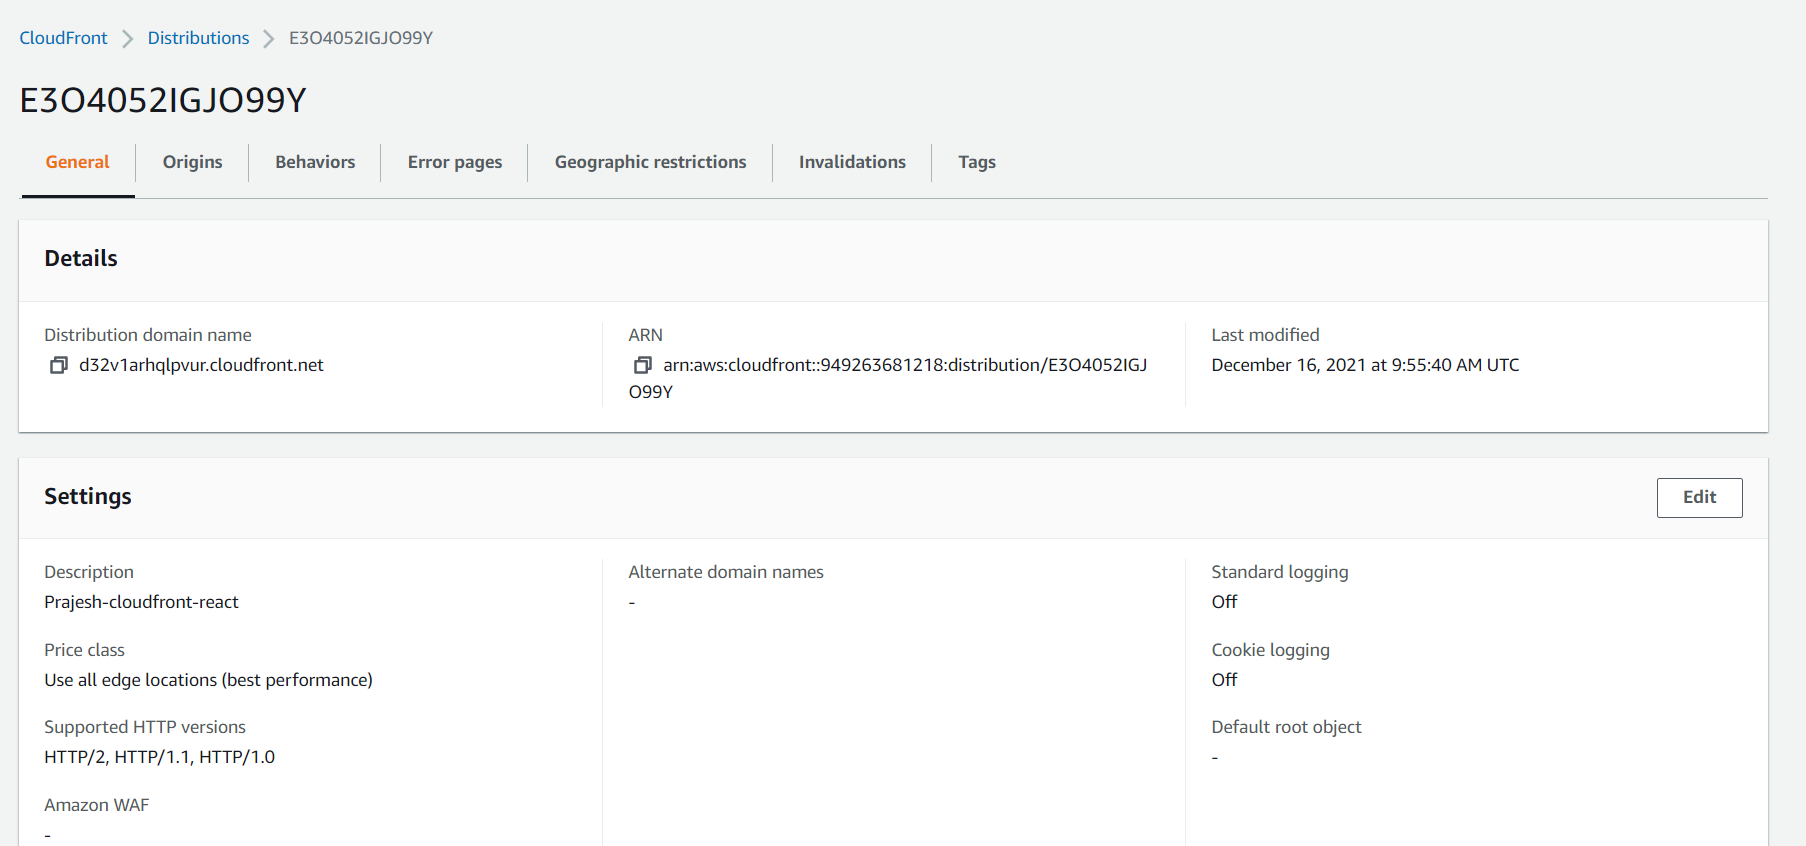 CloudFront > Distributions > E3O4052IGJO99Y
E3O4052IGJO99Y
General Origins Behaviors Error pages Geographic restrictions Invalidations Tags
Details
Distribution domain name
d32v1arhqlpvur.cloudfront.net
ARN
arn:aws:cloudfront::949263681218:distribution/E3O4052IGJ
O99Y
Last modified
December 16, 2021 at 9:55:40 AM UTC
Settings
Edit
Description
Prajesh-cloudfront-react
Price class
Use all edge locations (best performance)
Supported HTTP versions
HTTP/2, HTTP/1.1, HTTP/1.0
Amazon WAF
-
Alternate domain names
-
Standard logging
Off
Cookie logging
Off
Default root object
-